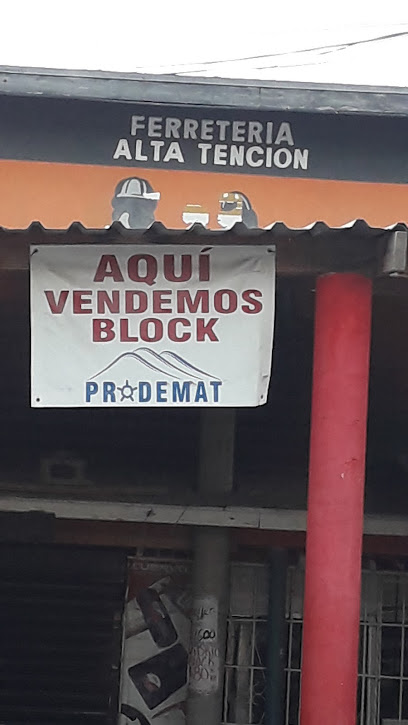 FERRETERIA
ALTA TENCION
AQUÍ
VENDEMOS
BLOCK
PRODEMAT